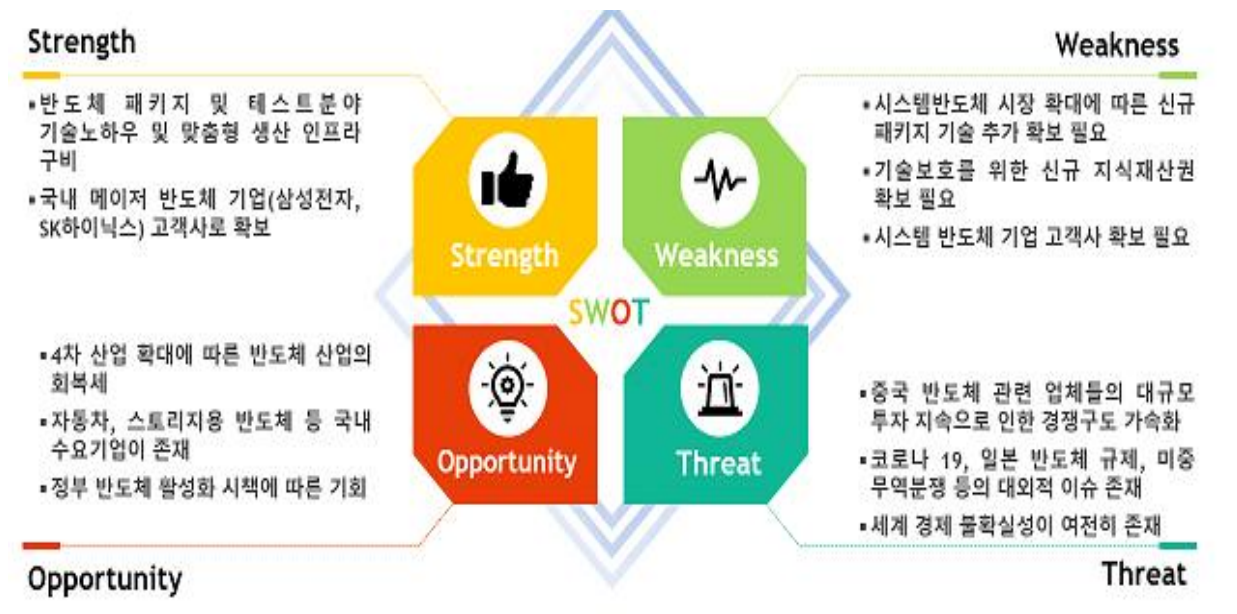 Strength
▪반도체 패키지 및 테스트분야
기술노하우 및 맞춤형 생산 인프라
구비
▪국내 메이저 반도체 기업(삼성전자,
SK하이닉스) 고객사로 확보
Weakness
▪시스템반도체 시장 확대에 따른 신규
패키지 기술 추가 확보 필요
▪기술보호를 위한 신규 지식재산권
확보 필요
▪시스템 반도체 기업 고객사 확보 필요
Strength
Weakness
SWOT
Opportunity
Threat
▪4차 산업 확대에 따른 반도체 산업의
회복세
▪자동차, 스토리지용 반도체 등 국내
수요기업이 존재
▪정부 반도체 활성화 시책에 따른 기회
Opportunity
▪중국 반도체 관련 업체들의 대규모
투자 지속으로 인한 경쟁구도 가속화
▪코로나 19, 일본 반도체 규제, 미중
무역분쟁 등의 대외적 이슈 존재
▪세계 경제 불확실성이 여전히 존재
Threat